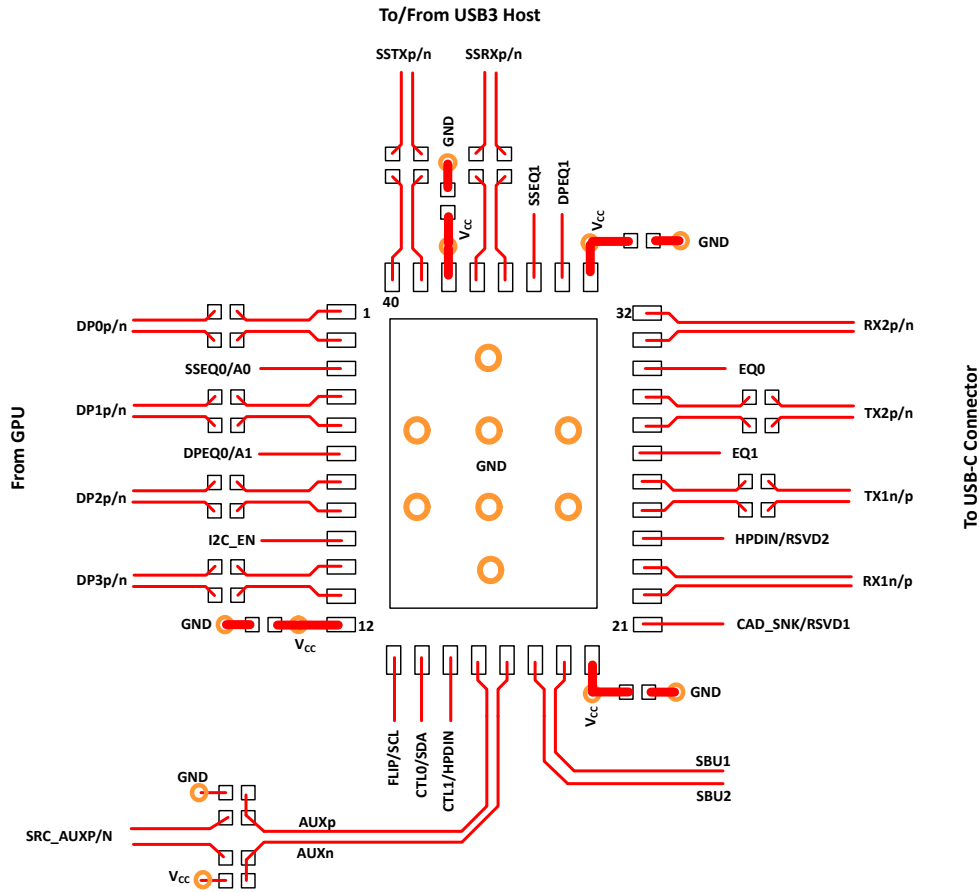 To/From USB3 Host
SSTXp/n
SSRXp/n
GND
VCC
SSEQ1
DPEQ1
VCC
GND
40
1
32
DP0p/n
RX2p/n
SSEQ0/A0
EQ0
DP1p/n
TX2p/n
From GPU
DPEQ0/A1
GND
EQ1
To USB-C Connector
DP2p/n
TX1n/p
I2C_EN
HPDIN/RSVD2
DP3p/n
RX1n/p
GND
12
21
CAD_SNK/RSVD1
VCC
VCC
GND
FLIP/SCL
CTL0/SDA
CTL1/HPDIN
SBU1
SBU2
GND
AUXp
SRC_AUXP/N
AUXn
VCC